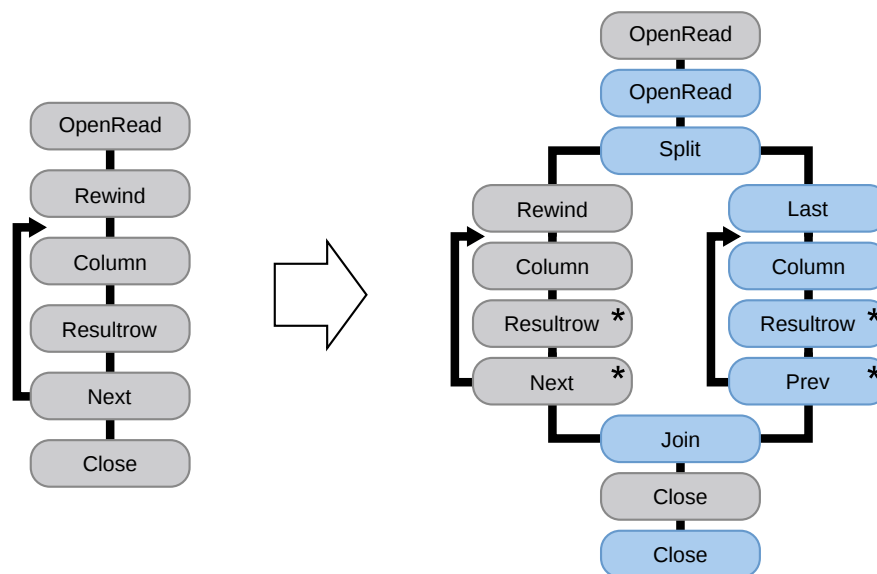 OpenRead
Rewind
Column
Resultrow
Next
Close
OpenRead
OpenRead
Split
Rewind
Column
Resultrow *
Next *
Last
Column
Resultrow *
Prev *
Join
Close
Close